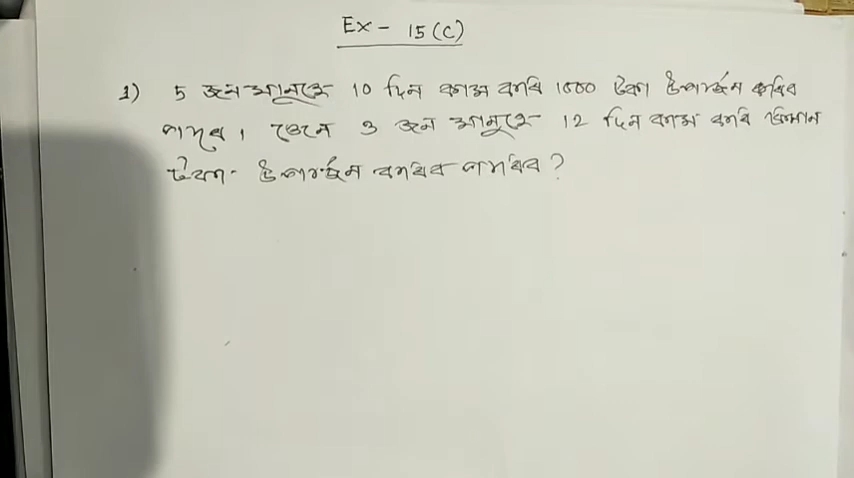 Ex - 15(C)
1) 5 জন মানুহে 10 দিন কাম কৰি 1500 টকা উপাৰ্জন কৰিব
পাৰে। তেনে 3 জন মানুহে 12 দিন কাম কৰি কিমান
টকা উপাৰ্জন কৰিব পাৰিব?